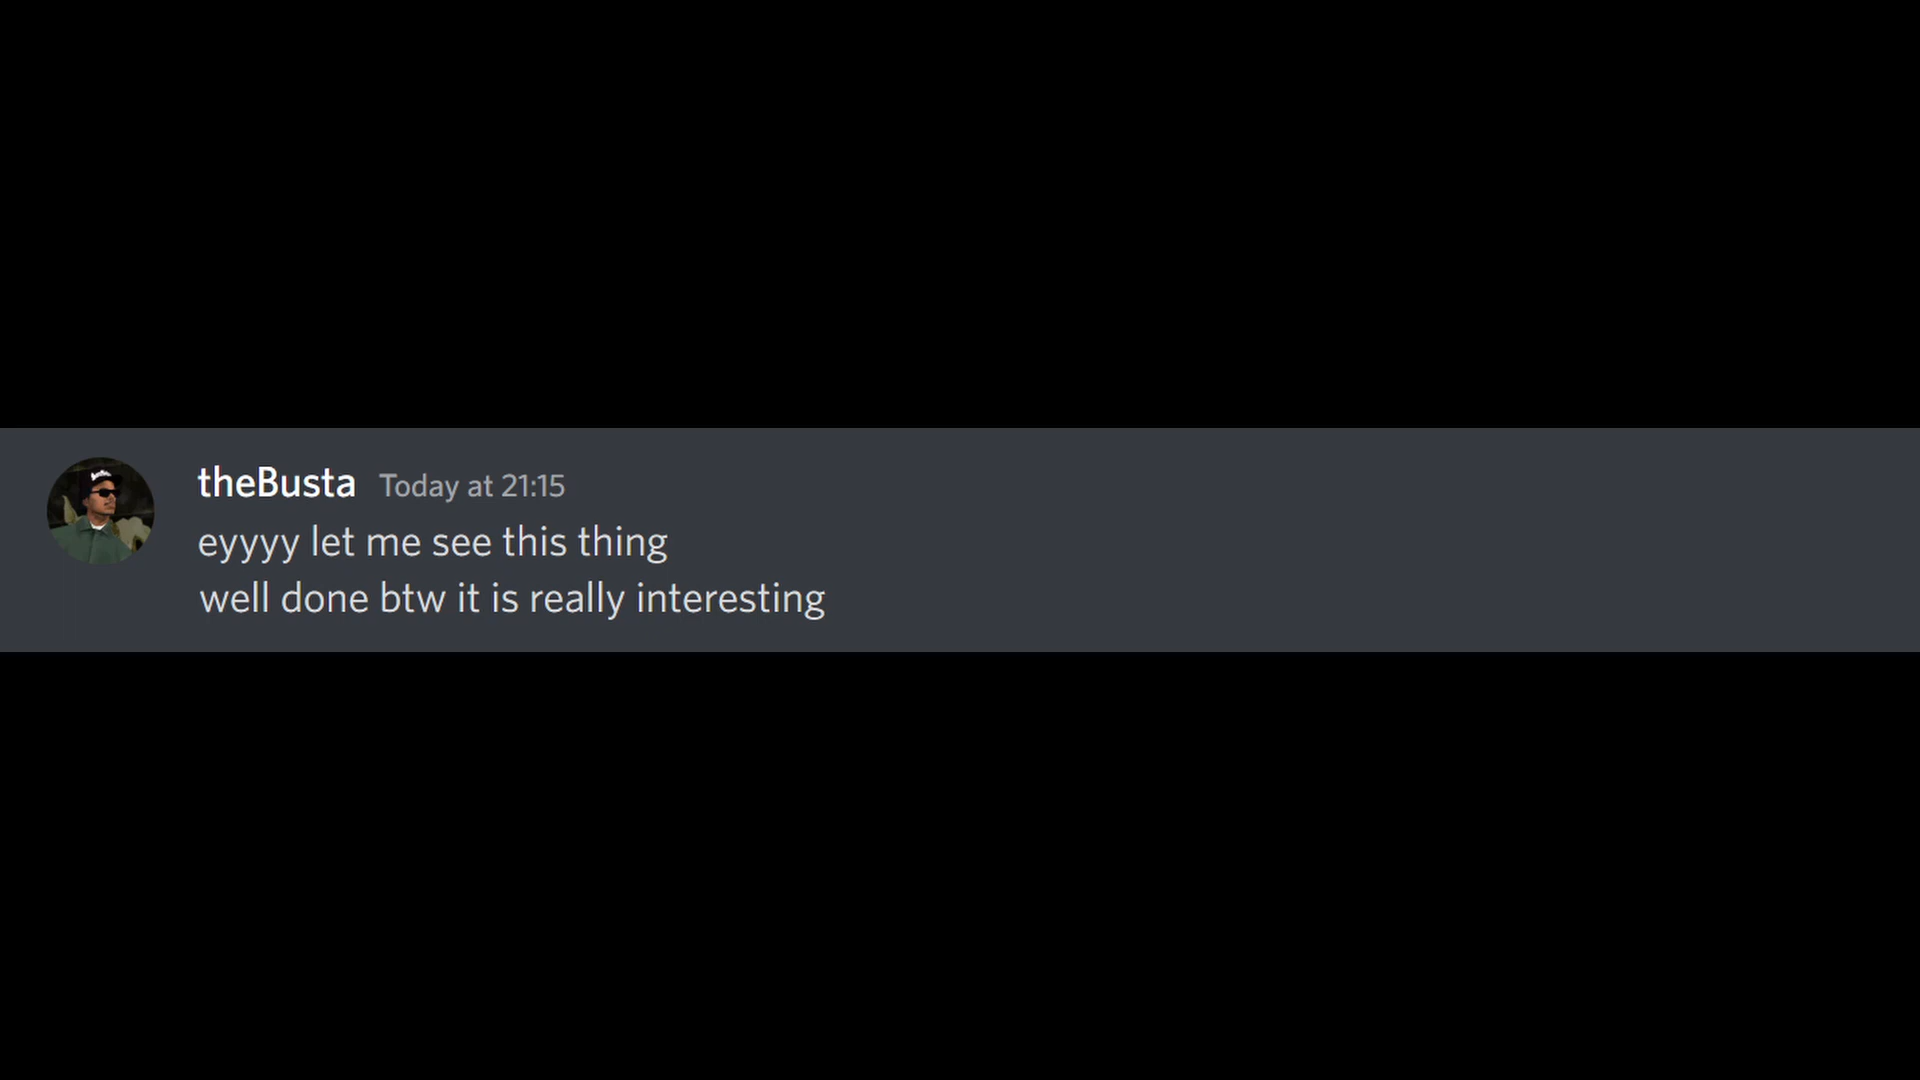 theBusta Today at 21:15
eyyyy let me see this thing
well done btw it is really interesting